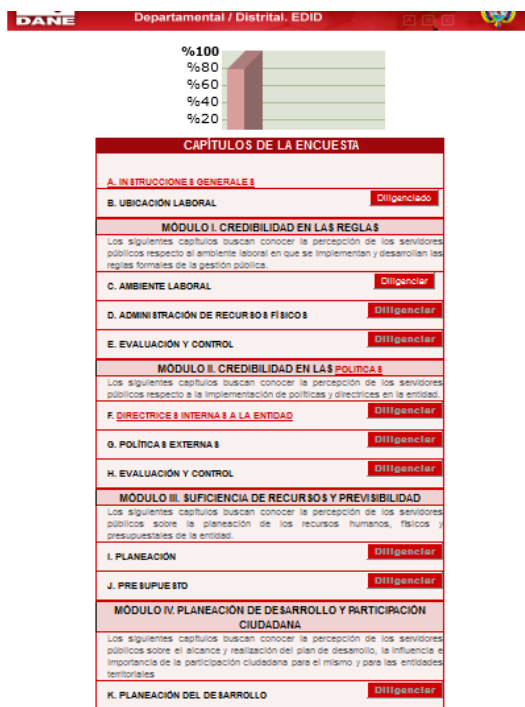 DANE
Departamental / Distrital. EDID
%100
%80
%60
%40
%20
CAPÍTULOS DE LA ENCUESTA
A. INSTRUCCIONES GENERALES
B. UBICACIÓN LABORAL
Diligenciado
MÓDULO I. CREDIBILIDAD EN LAS REGLAS
Los siguientes capítulos buscan conocer la percepción de los servidores
públicos respecto al ambiente laboral en que se implementan y desarrollan las
reglas formales de la gestión pública.
C. AMBIENTE LABORAL
Diligenciar
D. ADMINISTRACIÓN DE RECURSOS FÍSICOS
Diligenciar
E. EVALUACIÓN Y CONTROL
Diligenciar
MÓDULO II. CREDIBILIDAD EN LAS POLITICAS
Los siguientes capítulos buscan conocer la percepción de los servidores
públicos respecto a la implementación de políticas y directrices en la entidad.
F. DIRECTRICES INTERNAS A LA ENTIDAD
Diligenciar
G. POLÍTICAS EXTERNAS
Diligenciar
H. EVALUACIÓN Y CONTROL
Diligenciar
MÓDULO III. SUFICIENCIA DE RECURSOS Y PREVISIBILIDAD
Los siguientes capítulos buscan conocer la percepción de los servidores
públicos sobre la planeación de los recursos humanos, físicos y
presupuestales de la entidad.
I. PLANEACIÓN
Diligenciar
J. PRESUPUESTO
Diligenciar
MÓDULO IV. PLANEACIÓN DE DESARROLLO Y PARTICIPACIÓN
CIUDADANA
Los siguientes capítulos buscan conocer la percepción de los servidores
públicos sobre el alcance y realización del plan de desarrollo, la influencia e
importancia de la participación ciudadana para el mismo y para las entidades
territoriales
K. PLANEACIÓN DEL DESARROLLO
Diligenciar